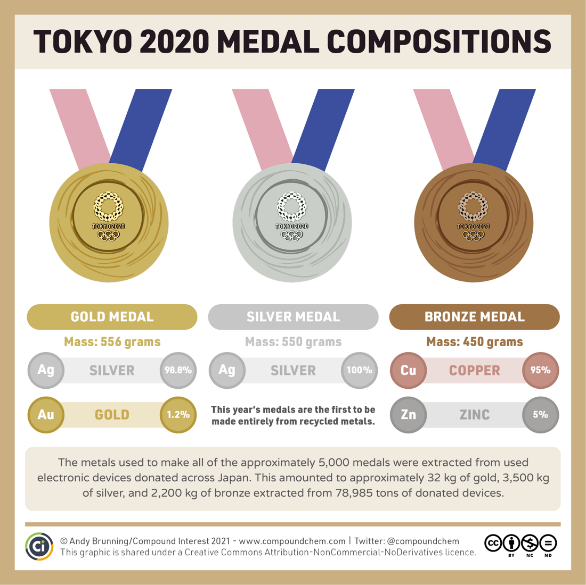 TOKYO 2020 MEDAL COMPOSITIONS
TOKYO 2020
TOKYO 2020
TOKYO 2020
GOLD MEDAL
Mass: 556 grams
Ag SILVER 98.8%
Au GOLD 1.2%
SILVER MEDAL
Mass: 550 grams
Ag SILVER 100%
This year's medals are the first to be
made entirely from recycled metals.
BRONZE MEDAL
Mass: 450 grams
Cu COPPER 95%
Zn ZINC 5%
The metals used to make all of the approximately 5,000 medals were extracted from used
electronic devices donated across Japan. This amounted to approximately 32 kg of gold, 3,500 kg
of silver, and 2,200 kg of bronze extracted from 78,985 tons of donated devices.
Ci
© Andy Brunning/Compound Interest 2021 - www.compoundchem.com | Twitter: @compoundchem
This graphic is shared under a Creative Commons Attribution-NonCommercial-NoDerivatives licence.
CC
BY NC ND